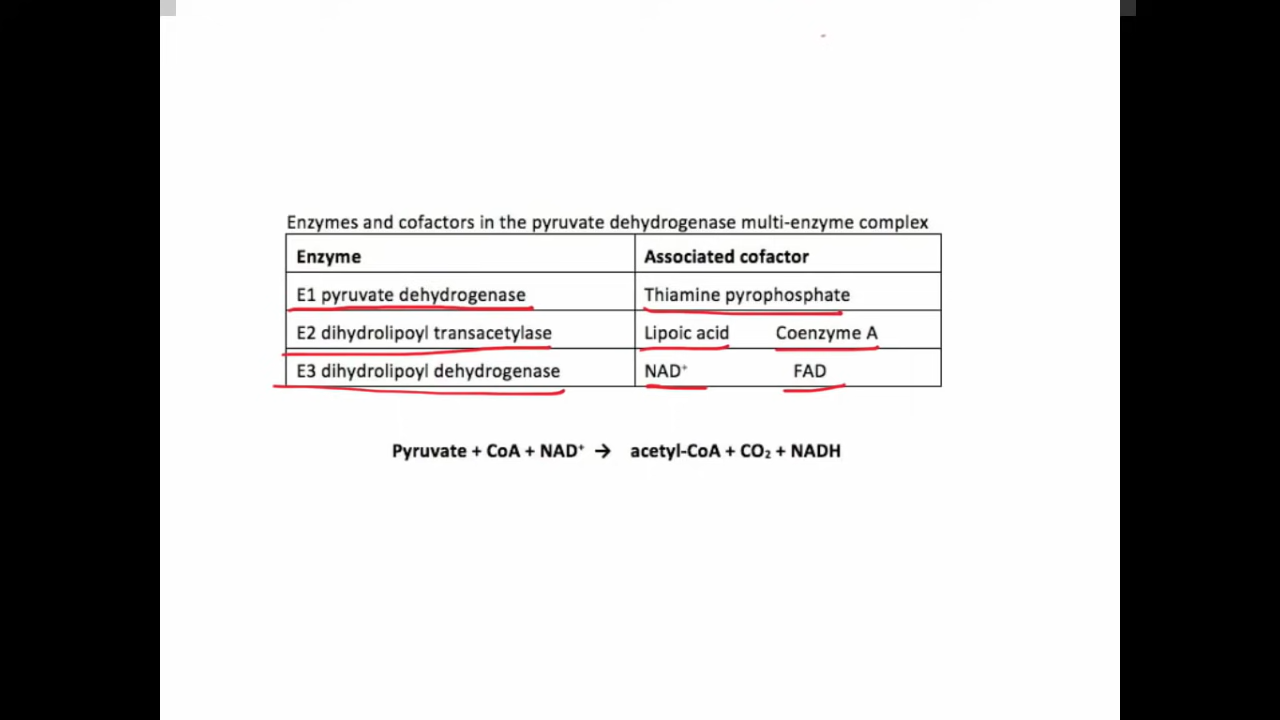 Enzymes and cofactors in the pyruvate dehydrogenase multi-enzyme complex
Enzyme Associated cofactor
E1 pyruvate dehydrogenase Thiamine pyrophosphate
E2 dihydrolipoyl transacetylase Lipoic acid Coenzyme A
E3 dihydrolipoyl dehydrogenase NAD⁺ FAD
Pyruvate + CoA + NAD⁺ → acetyl-CoA + CO₂ + NADH